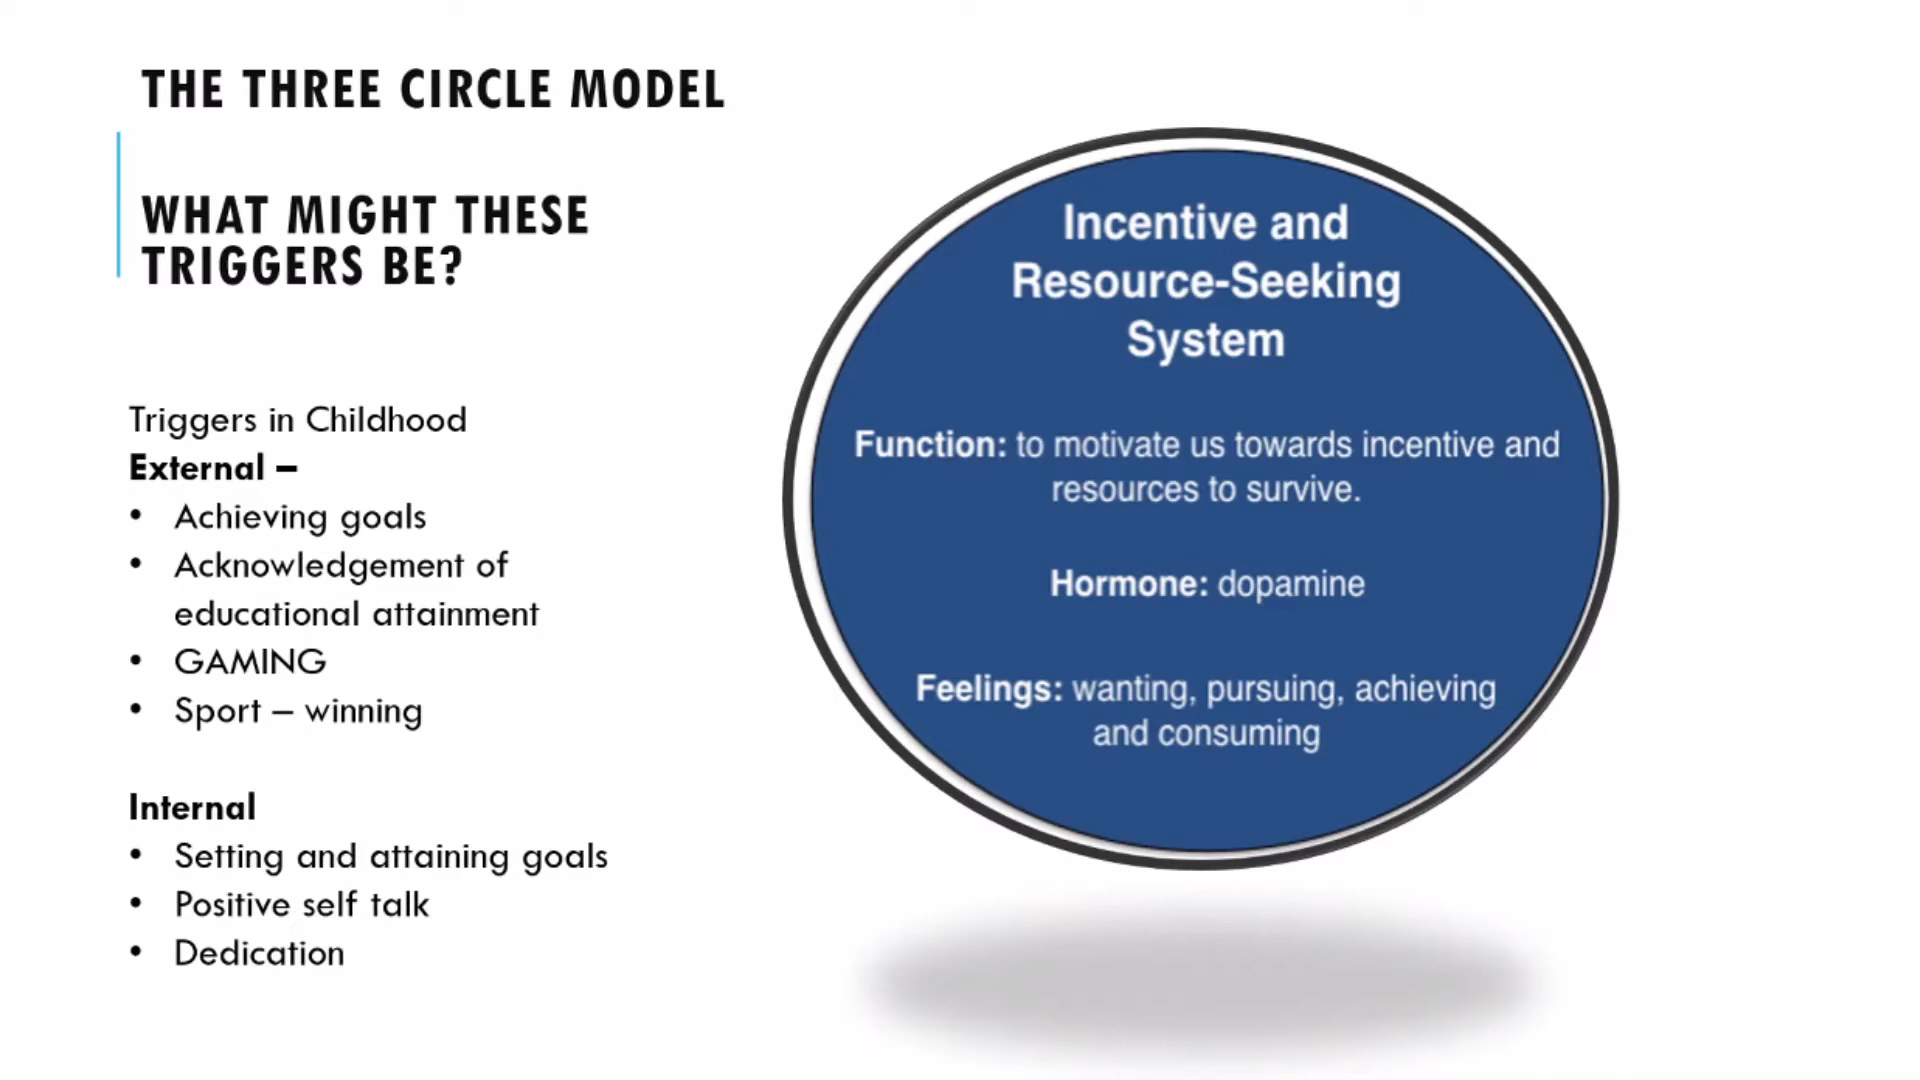 THE THREE CIRCLE MODEL
WHAT MIGHT THESE
TRIGGERS BE?
Triggers in Childhood
External –
• Achieving goals
• Acknowledgement of
educational attainment
• GAMING
• Sport – winning
Internal
• Setting and attaining goals
• Positive self talk
• Dedication
Incentive and
Resource-Seeking
System
Function: to motivate us towards incentive and
resources to survive.
Hormone: dopamine
Feelings: wanting, pursuing, achieving
and consuming